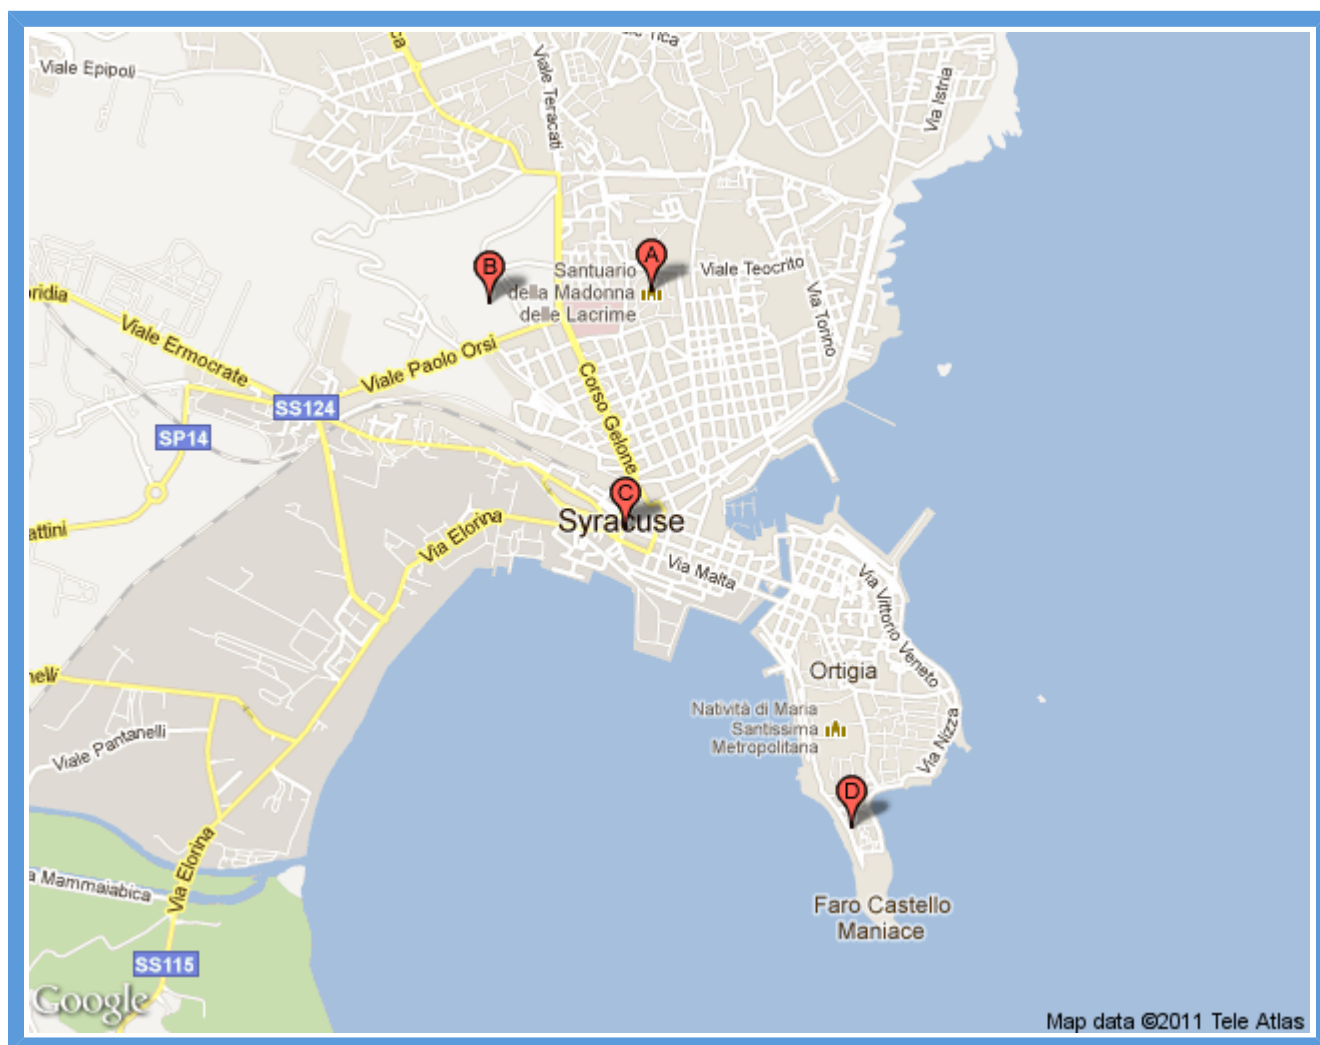 Viale Epipoli
Viale Teracati
Via Istria
B
A
Santuario
della Madonna
delle Lacrime
Viale Teocrito
Via Torino
Viale Ermocrate
Viale Paolo Orsi
Corso Gelone
SS124
SP14
C
Syracuse
Via Elorina
Via Malta
Via Vittorio Veneto
Ortigia
Natività di Maria
Santissima
Metropolitana
Via Nizza
Viale Pantanelli
D
Via Elorina
a Mammaiabica
Faro Castello
Maniace
SS115
Google
Map data ©2011 Tele Atlas